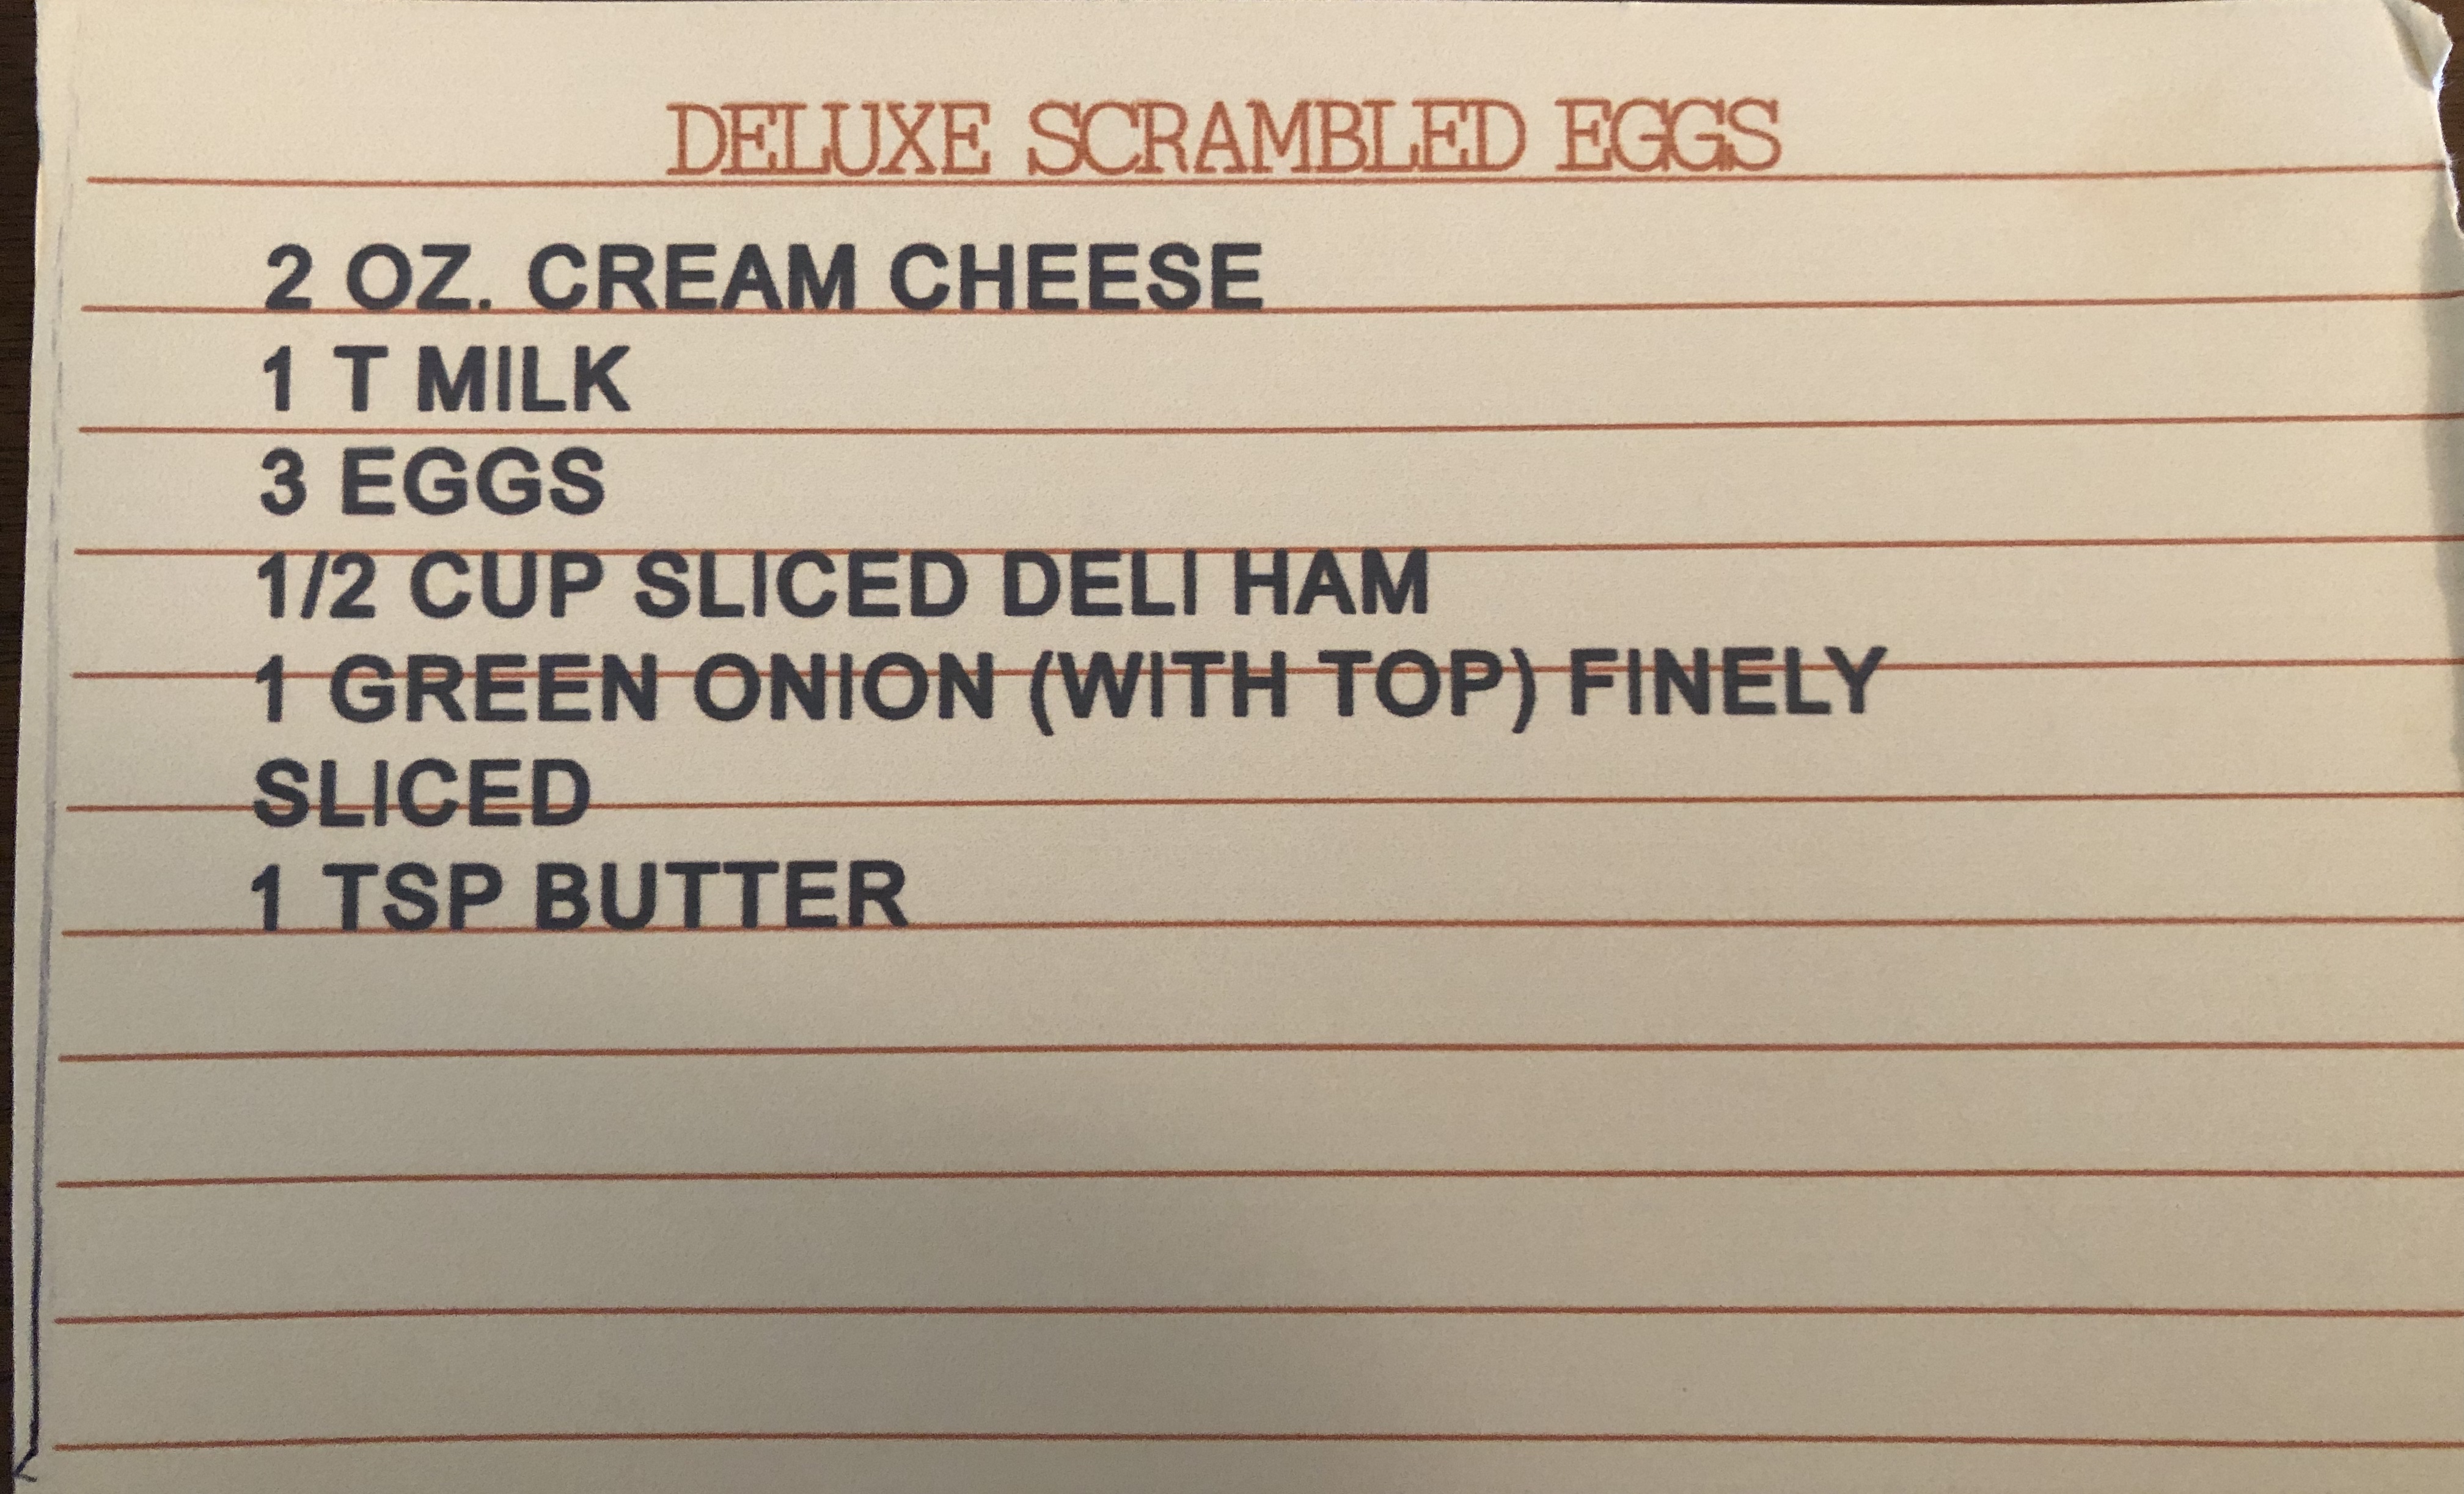 DELUXE SCRAMBLED EGGS
2 OZ. CREAM CHEESE
1 T MILK
3 EGGS
1/2 CUP SLICED DELI HAM
1 GREEN ONION (WITH TOP) FINELY
SLICED
1 TSP BUTTER